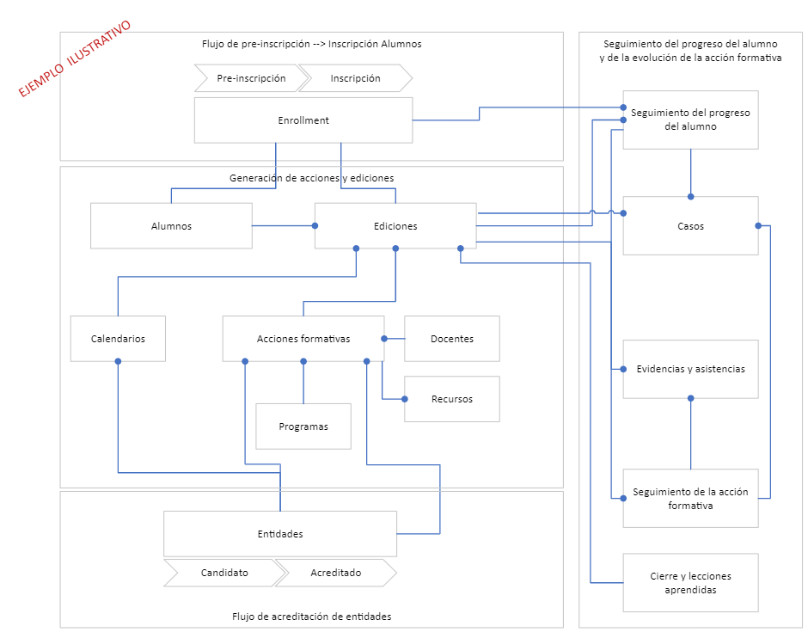 EJEMPLO ILUSTRATIVO
Flujo de pre-inscripción --> Inscripción Alumnos
Pre-inscripción
Inscripción
Enrollment
Generación de acciones y ediciones
Alumnos
Ediciones
Calendarios
Acciones formativas
Docentes
Recursos
Programas
Entidades
Candidato
Acreditado
Flujo de acreditación de entidades
Seguimiento del progreso del alumno
y de la evolución de la acción formativa
Seguimiento del progreso
del alumno
Casos
Evidencias y asistencias
Seguimiento de la acción
formativa
Cierre y lecciones
aprendidas